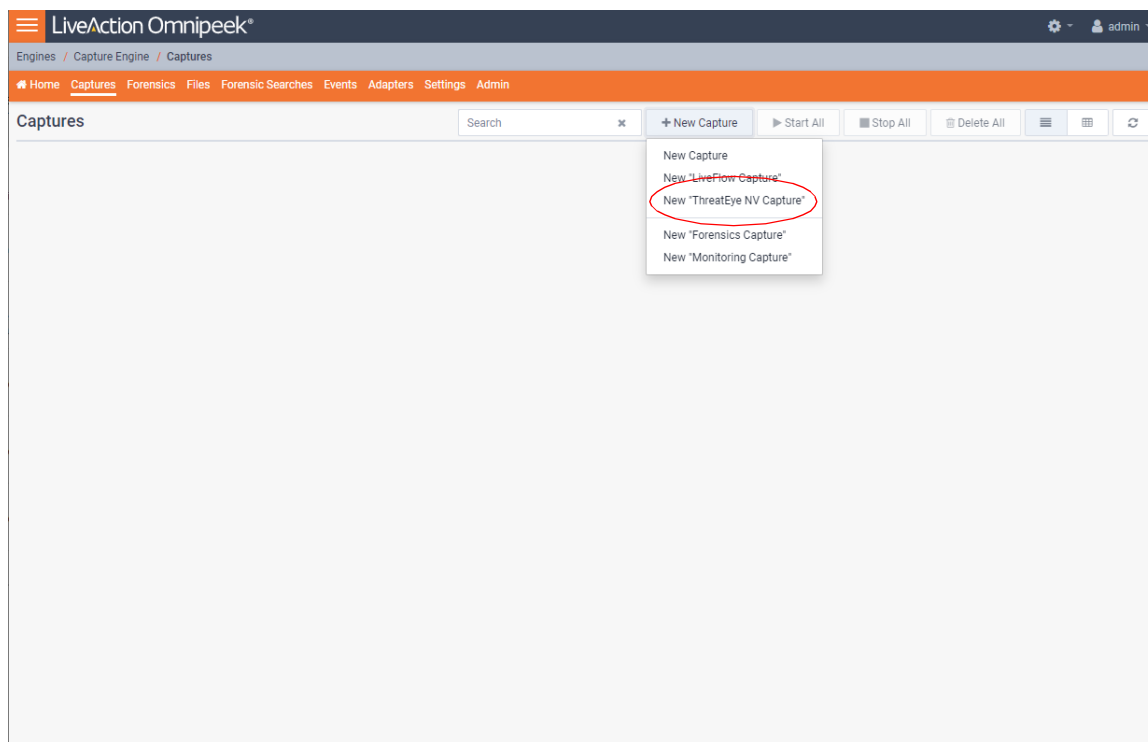 LiveAction Omnipeek®
admin
Engines / Capture Engine / Captures
Home Captures Forensics Files Forensic Searches Events Adapters Settings Admin
Captures
Search
+ New Capture
Start All
Stop All
Delete All
New Capture
New "LiveFlow Capture"
New "ThreatEye NV Capture"
New "Forensics Capture"
New "Monitoring Capture"